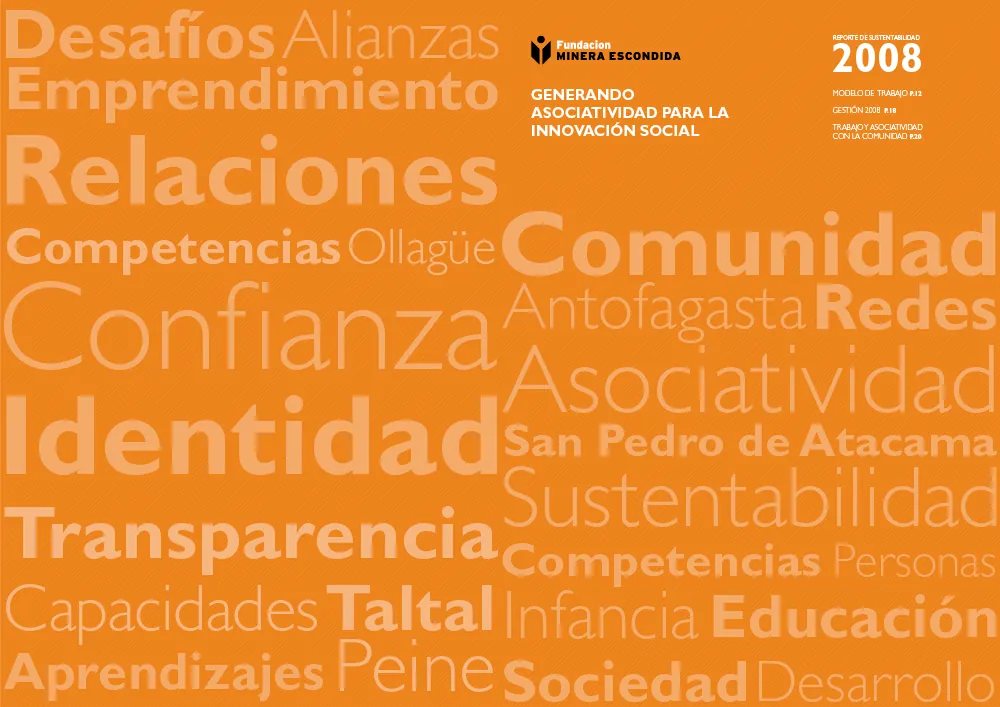 Desafíos Alianzas
Emprendimiento
Relaciones
Competencias Ollagüe
Confianza
Identidad
Transparencia
Capacidades Taltal
Aprendizajes Peine
Fundacion
MINERA ESCONDIDA
GENERANDO
ASOCIATIVIDAD PARA LA
INNOVACIÓN SOCIAL
REPORTE DE SUSTENTABILIDAD
2008
MODELO DE TRABAJO P.12
GESTIÓN 2008 P.18
TRABAJO Y ASOCIATIVIDAD
CON LA COMUNIDAD P.20
Comunidad
Antofagasta Redes
Asociatividad
San Pedro de Atacama
Sustentabilidad
Competencias Personas
Infancia Educación
Sociedad Desarrollo